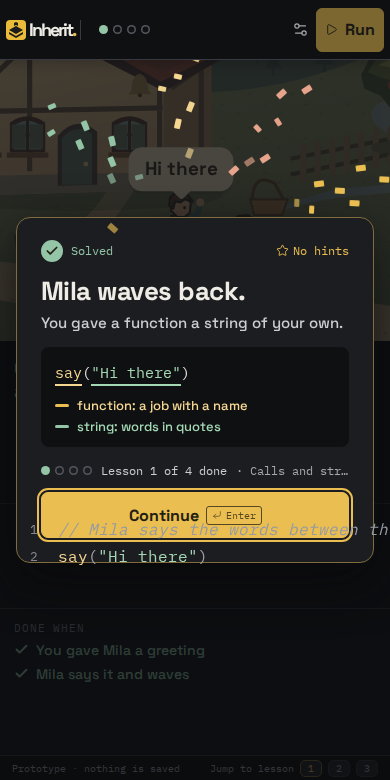 Inherit.
Run
Hi there
Solved
No hints
Mila waves back.
You gave a function a string of your own.
say("Hi there")
function: a job with a name
string: words in quotes
Lesson 1 of 4 done · Calls and str…
Continue ↵ Enter
1 // Mila says the words between th
2 say("Hi there")
DONE WHEN
You gave Mila a greeting
Mila says it and waves
Prototype · nothing is saved Jump to lesson 1 2 3